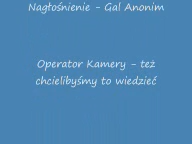 Nagłośnienie - Gal Anonim
Operator Kamery - też
chcielibyśmy to wiedzieć